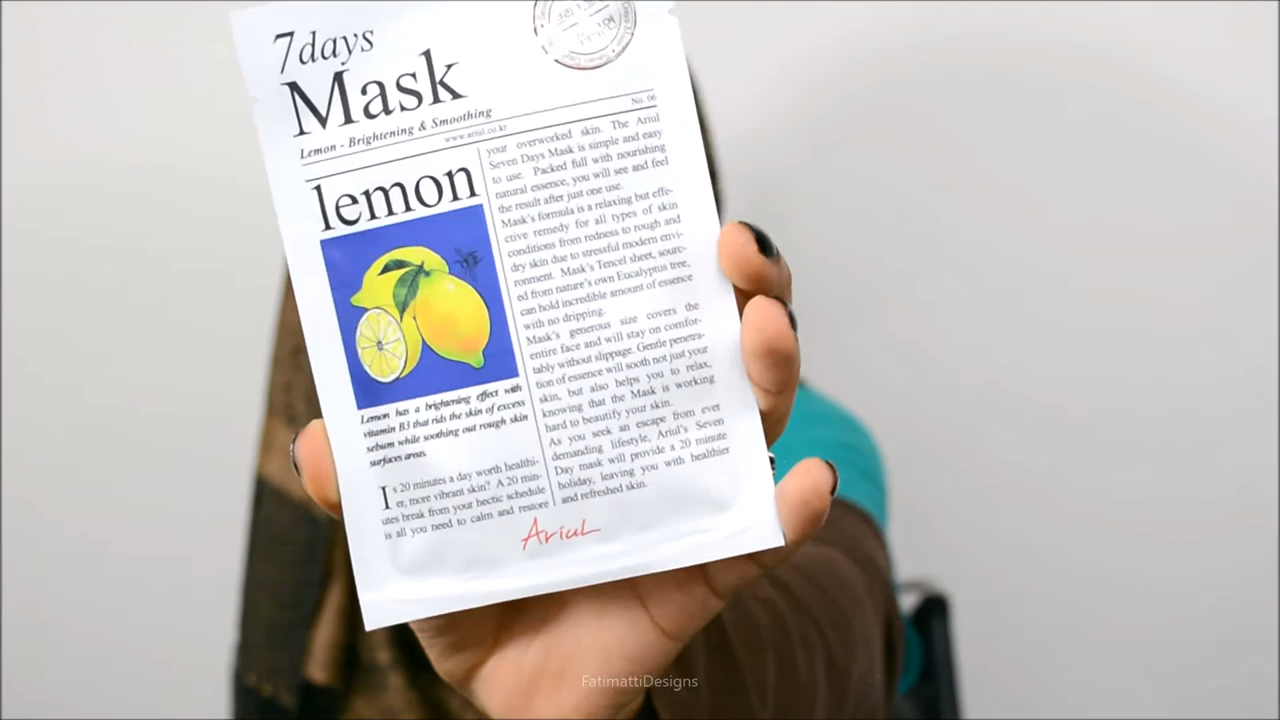 7days
Mask
Lemon - Brightening & Smoothing
www.ariul.co.kr
No. 06
lemon
Lemon has a brightening effect with
vitamin B3 that rids the skin of excess
sebum while soothing out rough skin
surfaces areas.
Is 20 minutes a day worth healthi-
er, more vibrant skin? A 20 min-
utes break from your hectic schedule
is all you need to calm and restore
your overworked skin. The Ariul
Seven Days Mask is simple and easy
to use. Packed full with nourishing
natural essence, you will see and feel
the result after just one use.
Mask's formula is a relaxing but effe-
ctive remedy for all types of skin
conditions from redness to rough and
dry skin due to stressful modern envi-
ronment. Mask's Tencel sheet, sourc-
ed from nature's own Eucalyptus tree,
can hold incredible amount of essence
with no dripping.
Mask's generous size covers the
entire face and will stay on comfor-
tably without slippage. Gentle penetra-
tion of essence will sooth not just your
skin, but also helps you to relax,
knowing that the Mask is working
hard to beautify your skin.
As you seek an escape from ever
demanding lifestyle, Ariul's Seven
Day mask will provide a 20 minute
holiday, leaving you with healthier
and refreshed skin.
Ariul
FatimattiDesigns